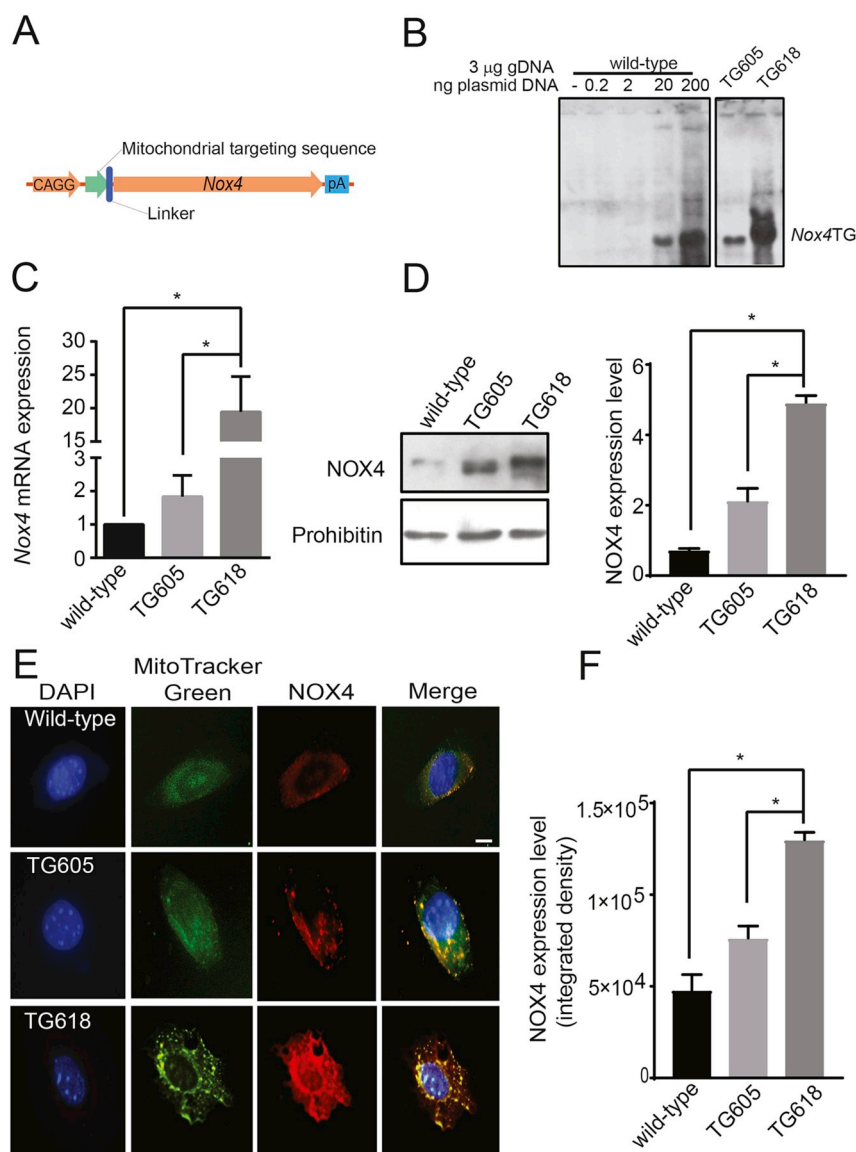 A
Mitochondrial targeting sequence
CAGG
Nox4
pA
Linker
B
3 µg gDNA
wild-type
ng plasmid DNA
- 0.2 2 20 200
TG605
TG618
Nox4TG
C
Nox4 mRNA expression
30
25
20
15
3
2
1
0
*
*
wild-type
TG605
TG618
D
wild-type
TG605
TG618
NOX4
Prohibitin
NOX4 expression level
6
4
2
0
*
*
wild-type
TG605
TG618
E
DAPI
MitoTracker
Green
NOX4
Merge
Wild-type
TG605
TG618
F
NOX4 expression level
(integrated density)
1.5×10⁵
1×10⁵
5×10⁴
0
*
*
wild-type
TG605
TG618